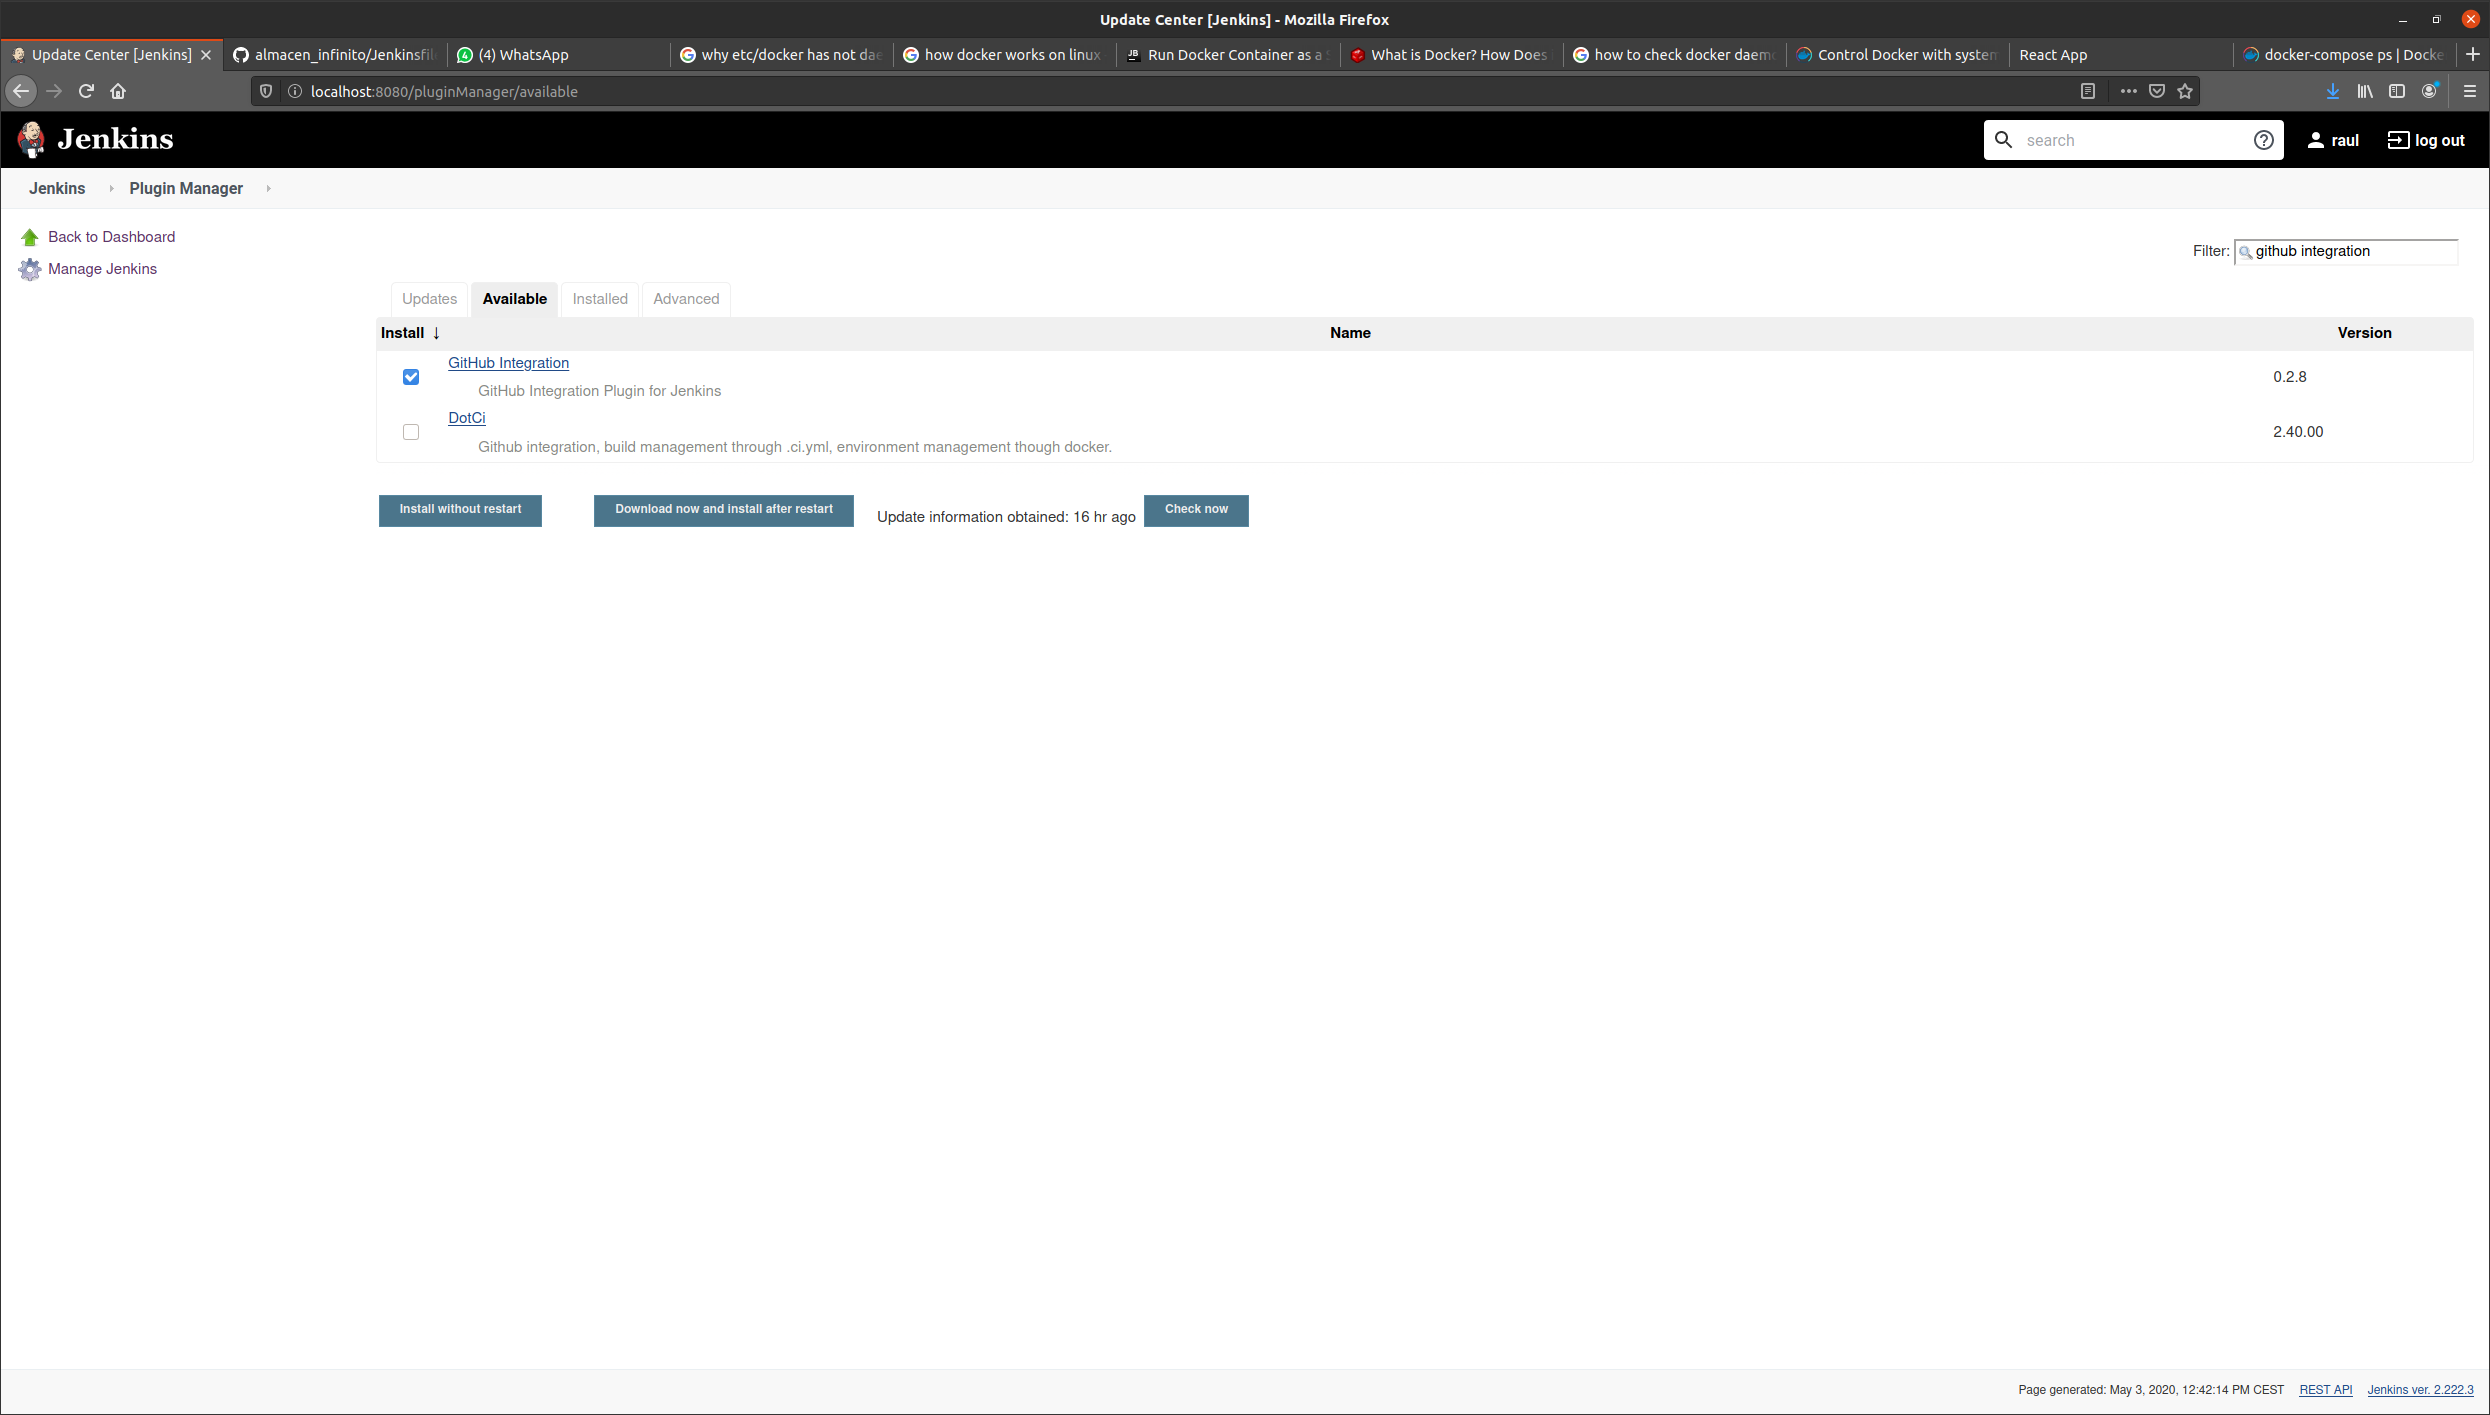 Update Center [Jenkins] - Mozilla Firefox
Update Center [Jenkins] almacen_infinito/Jenkinsfil (4) WhatsApp why etc/docker has not dae how docker works on linux Run Docker Container as a S What is Docker? How Does how to check docker daemo Control Docker with system React App docker-compose ps | Docke
localhost:8080/pluginManager/available
Jenkins search raul log out
Jenkins Plugin Manager
Back to Dashboard
Manage Jenkins
Filter: github integration
Updates Available Installed Advanced
Install ↓ Name Version
GitHub Integration
GitHub Integration Plugin for Jenkins
0.2.8
DotCi
Github integration, build management through .ci.yml, environment management though docker.
2.40.00
Install without restart Download now and install after restart Update information obtained: 16 hr ago Check now
Page generated: May 3, 2020, 12:42:14 PM CEST REST API Jenkins ver. 2.222.3